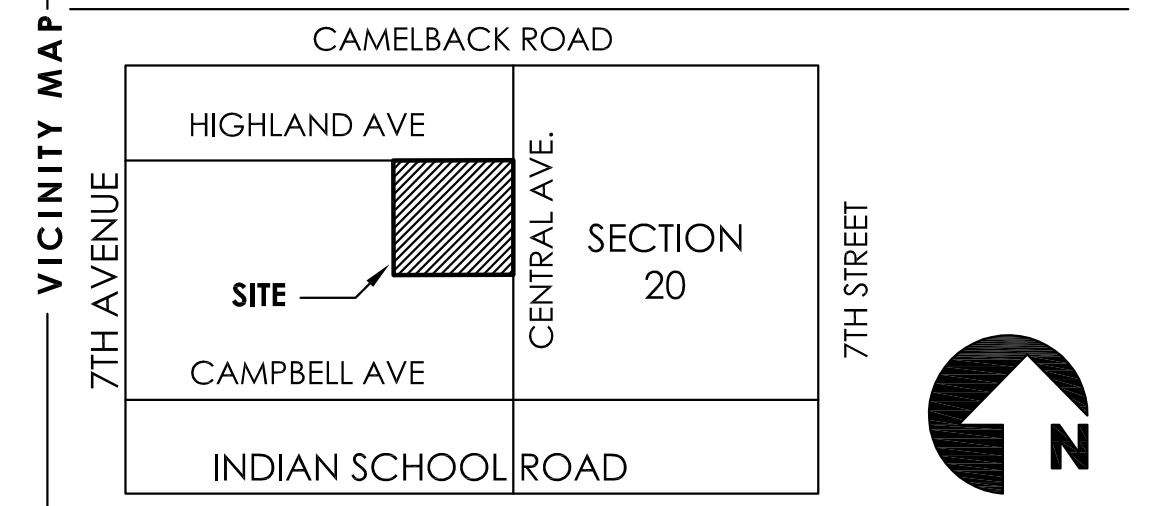 VICINITY MAP
CAMELBACK ROAD
HIGHLAND AVE
7TH AVENUE
CENTRAL AVE.
SECTION
20
SITE
7TH STREET
CAMPBELL AVE
INDIAN SCHOOL ROAD
N